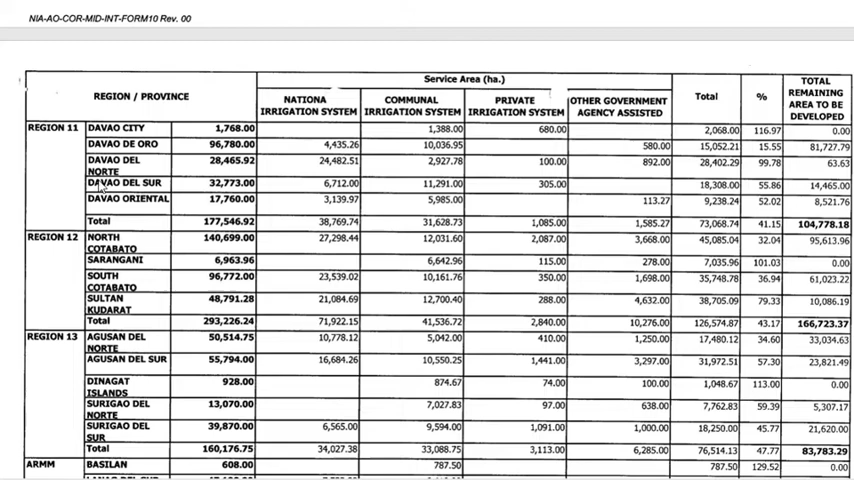 NIA-AO-COR-MID-INT-FORM10 Rev. 00
REGION / PROVINCE Service Area (ha.) Total % TOTAL REMAINING AREA TO BE DEVELOPED
NATIONA IRRIGATION SYSTEM COMMUNAL IRRIGATION SYSTEM PRIVATE IRRIGATION SYSTEM OTHER GOVERNMENT AGENCY ASSISTED
REGION 11 DAVAO CITY 1,768.00 1,388.00 680.00 2,068.00 116.97 0.00
DAVAO DE ORO 96,780.00 4,435.26 10,036.95 580.00 15,052.21 15.55 81,727.79
DAVAO DEL NORTE 28,465.92 24,482.51 2,927.78 100.00 892.00 28,402.29 99.78 63.63
DAVAO DEL SUR 32,773.00 6,712.00 11,291.00 305.00 18,308.00 55.86 14,465.00
DAVAO ORIENTAL 17,760.00 3,139.97 5,985.00 113.27 9,238.24 52.02 8,521.76
Total 177,546.92 38,769.74 31,628.73 1,085.00 1,585.27 73,068.74 41.15 104,778.18
REGION 12 NORTH COTABATO 140,699.00 27,298.44 12,031.60 2,087.00 3,668.00 45,085.04 32.04 95,613.96
SARANGANI 6,963.96 6,642.96 115.00 278.00 7,035.96 101.03 0.00
SOUTH COTABATO 96,772.00 23,539.02 10,161.76 350.00 1,698.00 35,748.78 36.94 61,023.22
SULTAN KUDARAT 48,791.28 21,084.69 12,700.40 288.00 4,632.00 38,705.09 79.33 10,086.19
Total 293,226.24 71,922.15 41,536.72 2,840.00 10,276.00 126,574.87 43.17 166,723.37
REGION 13 AGUSAN DEL NORTE 50,514.75 10,778.12 5,042.00 410.00 1,250.00 17,480.12 34.60 33,034.63
AGUSAN DEL SUR 55,794.00 16,684.26 10,550.25 1,441.00 3,297.00 31,972.51 57.30 23,821.49
DINAGAT ISLANDS 928.00 874.67 74.00 100.00 1,048.67 113.00 0.00
SURIGAO DEL NORTE 13,070.00 7,027.83 97.00 638.00 7,762.83 59.39 5,307.17
SURIGAO DEL SUR 39,870.00 6,565.00 9,594.00 1,091.00 1,000.00 18,250.00 45.77 21,620.00
Total 160,176.75 34,027.38 33,088.75 3,113.00 6,285.00 76,514.13 47.77 83,783.29
ARMM BASILAN 608.00 787.50 787.50 129.52 0.00